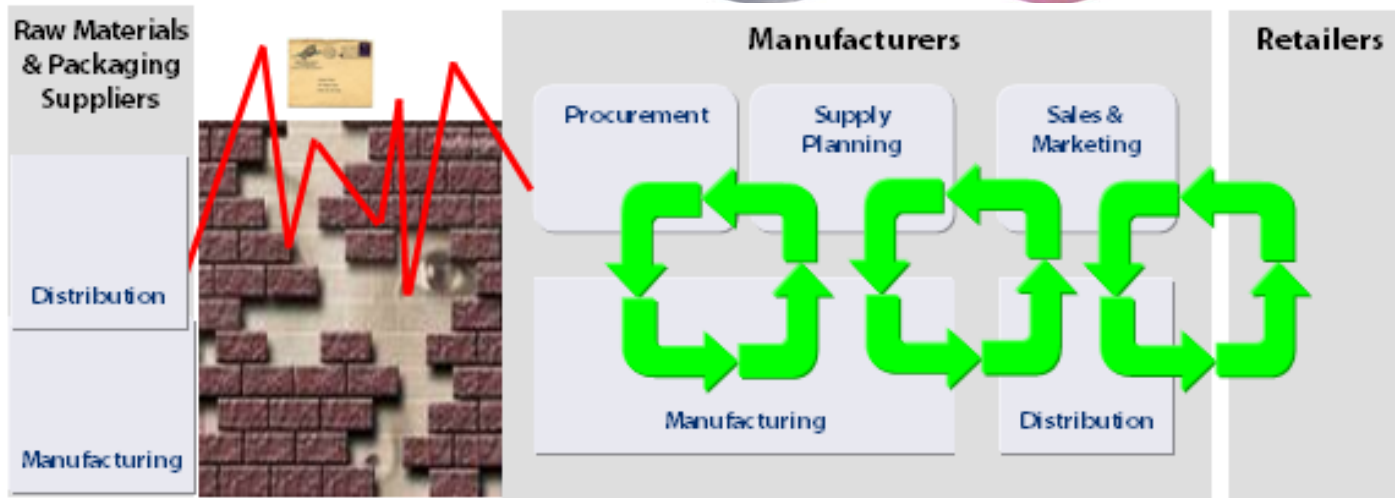 Raw Materials
& Packaging
Suppliers
Distribution
Manufacturing
Manufacturers
Procurement
Supply
Planning
Sales &
Marketing
Manufacturing
Distribution
Retailers